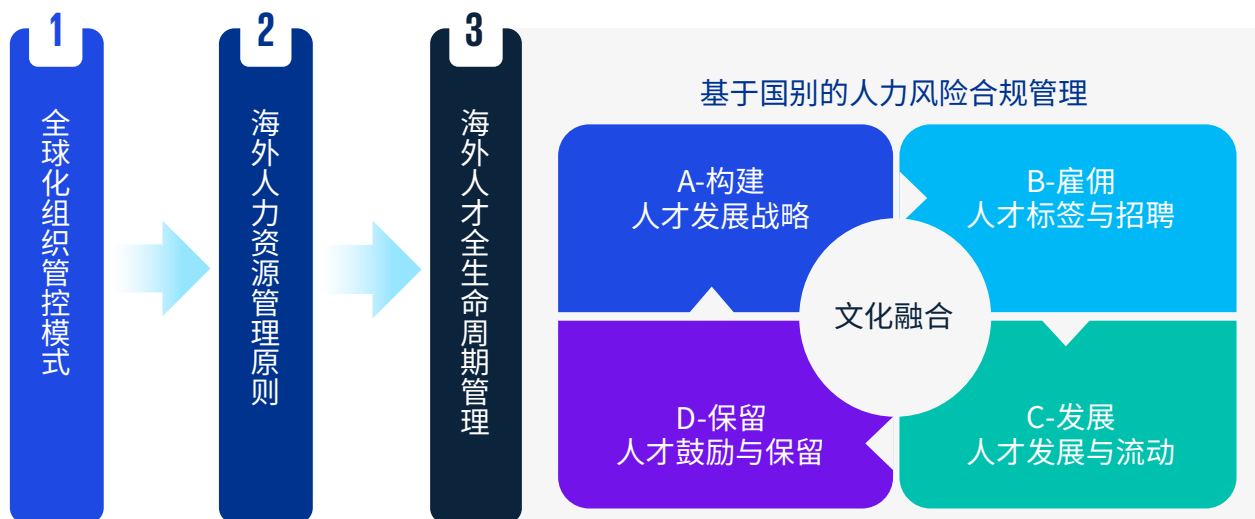 1
全球化组织管控模式
2
海外人力资源管理原则
3
海外人才全生命周期管理
基于国别的人力风险合规管理
A-构建
人才发展战略
B-雇佣
人才标签与招聘
文化融合
D-保留
人才鼓励与保留
C-发展
人才发展与流动